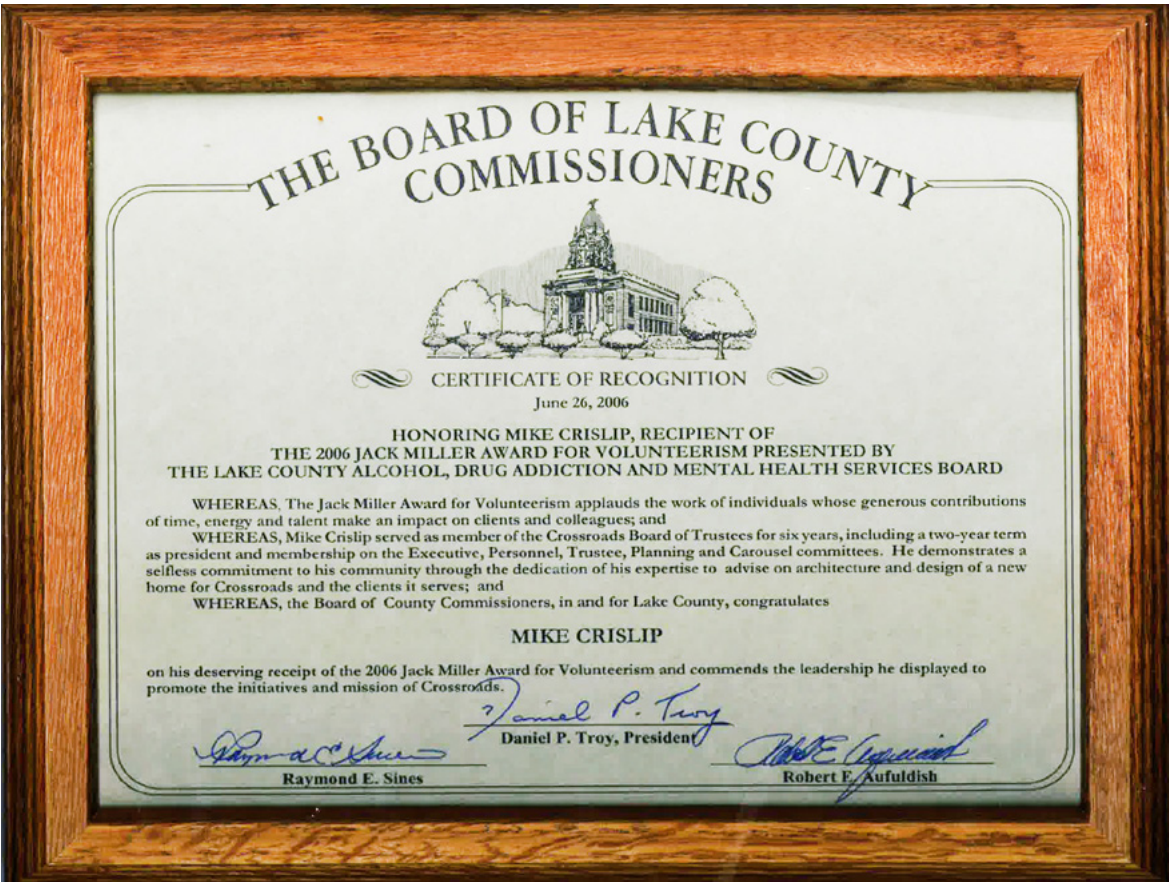 THE BOARD OF LAKE COUNTY
COMMISSIONERS
CERTIFICATE OF RECOGNITION
June 26, 2006
HONORING MIKE CRISLIP, RECIPIENT OF
THE 2006 JACK MILLER AWARD FOR VOLUNTEERISM PRESENTED BY
THE LAKE COUNTY ALCOHOL, DRUG ADDICTION AND MENTAL HEALTH SERVICES BOARD
WHEREAS, The Jack Miller Award for Volunteerism applauds the work of individuals whose generous contributions
of time, energy and talent make an impact on clients and colleagues; and
WHEREAS, Mike Crislip served as member of the Crossroads Board of Trustees for six years, including a two-year term
as president and membership on the Executive, Personnel, Trustee, Planning and Carousel committees. He demonstrates a
selfless commitment to his community through the dedication of his expertise to advise on architecture and design of a new
home for Crossroads and the clients it serves; and
WHEREAS, the Board of County Commissioners, in and for Lake County, congratulates
MIKE CRISLIP
on his deserving receipt of the 2006 Jack Miller Award for Volunteerism and commends the leadership he displayed to
promote the initiatives and mission of Crossroads.
Daniel P. Troy
Daniel P. Troy, President
Raymond E. Sines
Raymond E. Sines
Robert E. Aufuldish
Robert E. Aufuldish